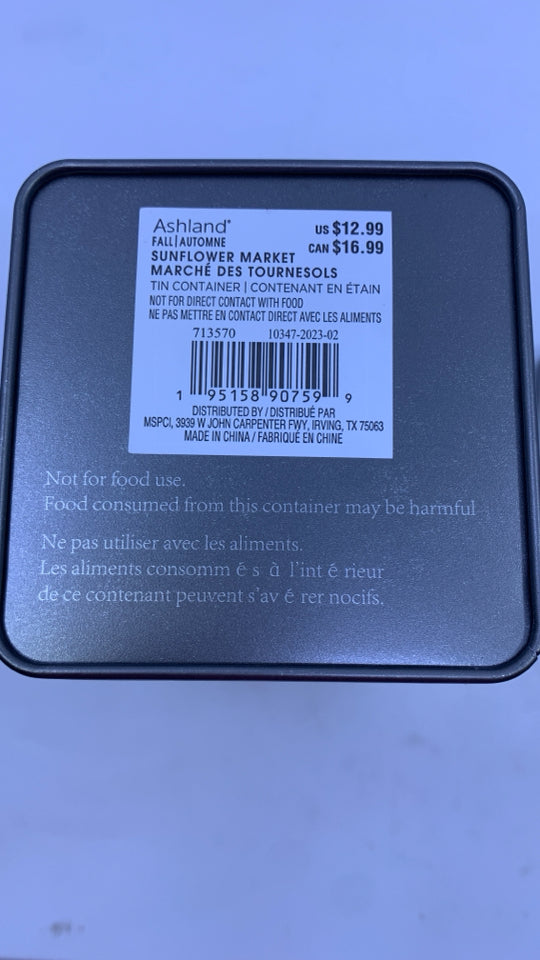 Ashland®
US $12.99
FALL|AUTOMNE
CAN $16.99
SUNFLOWER MARKET
MARCHÉ DES TOURNESOLS
TIN CONTAINER | CONTENANT EN ÉTAIN
NOT FOR DIRECT CONTACT WITH FOOD
NE PAS METTRE EN CONTACT DIRECT AVEC LES ALIMENTS
713570 10347-2023-02
1 95158 90759 9
DISTRIBUTED BY / DISTRIBUÉ PAR
MSPCI, 3939 W JOHN CARPENTER FWY, IRVING, TX 75063
MADE IN CHINA / FABRIQUÉ EN CHINE
Not for food use.
Food consumed from this container may be harmful
Ne pas utiliser avec les aliments.
Les aliments consomm é s à l'int é rieur
de ce contenant peuvent s'av é rer nocifs.